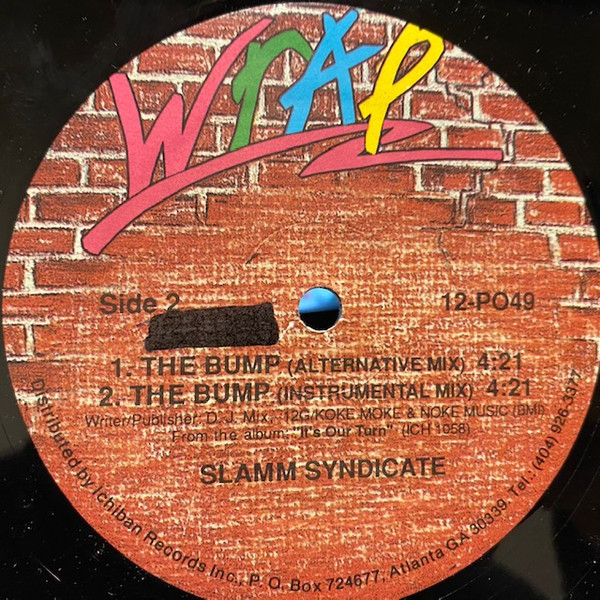 WrAP
Side 2
12-PO49
1. THE BUMP (ALTERNATIVE MIX) 4:21
2. THE BUMP (INSTRUMENTAL MIX) 4:21
Writer/Publisher: D. J. Mix, 12G/KOKE MOKE & NOKE MUSIC (BMI)
From the album: "It's Our Turn" (ICH 1058)
SLAMM SYNDICATE
Distributed by Ichiban Records Inc., P. O. Box 724677, Atlanta GA 30339. Tel.: (404) 926-3377